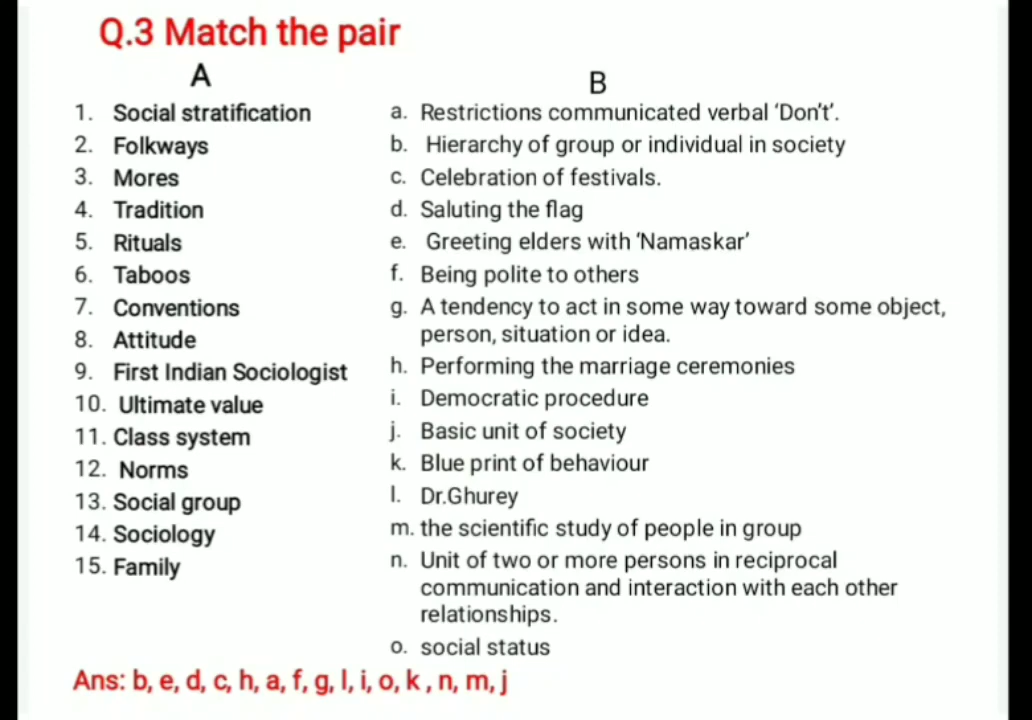 Q.3 Match the pair
A
1. Social stratification
2. Folkways
3. Mores
4. Tradition
5. Rituals
6. Taboos
7. Conventions
8. Attitude
9. First Indian Sociologist
10. Ultimate value
11. Class system
12. Norms
13. Social group
14. Sociology
15. Family
B
a. Restrictions communicated verbal ‘Don’t’.
b. Hierarchy of group or individual in society
c. Celebration of festivals.
d. Saluting the flag
e. Greeting elders with ‘Namaskar’
f. Being polite to others
g. A tendency to act in some way toward some object,
person, situation or idea.
h. Performing the marriage ceremonies
i. Democratic procedure
j. Basic unit of society
k. Blue print of behaviour
l. Dr.Ghurey
m. the scientific study of people in group
n. Unit of two or more persons in reciprocal
communication and interaction with each other
relationships.
o. social status
Ans: b, e, d, c, h, a, f, g, l, i, o, k , n, m, j